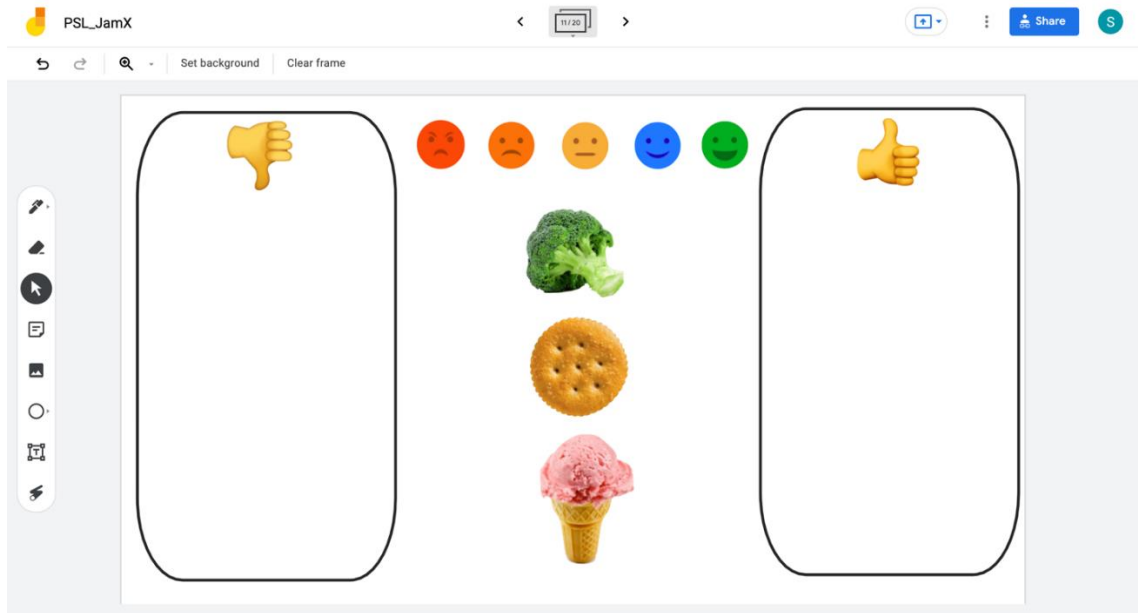 PSL_JamX
11/20
Share
S
Set background
Clear frame
T